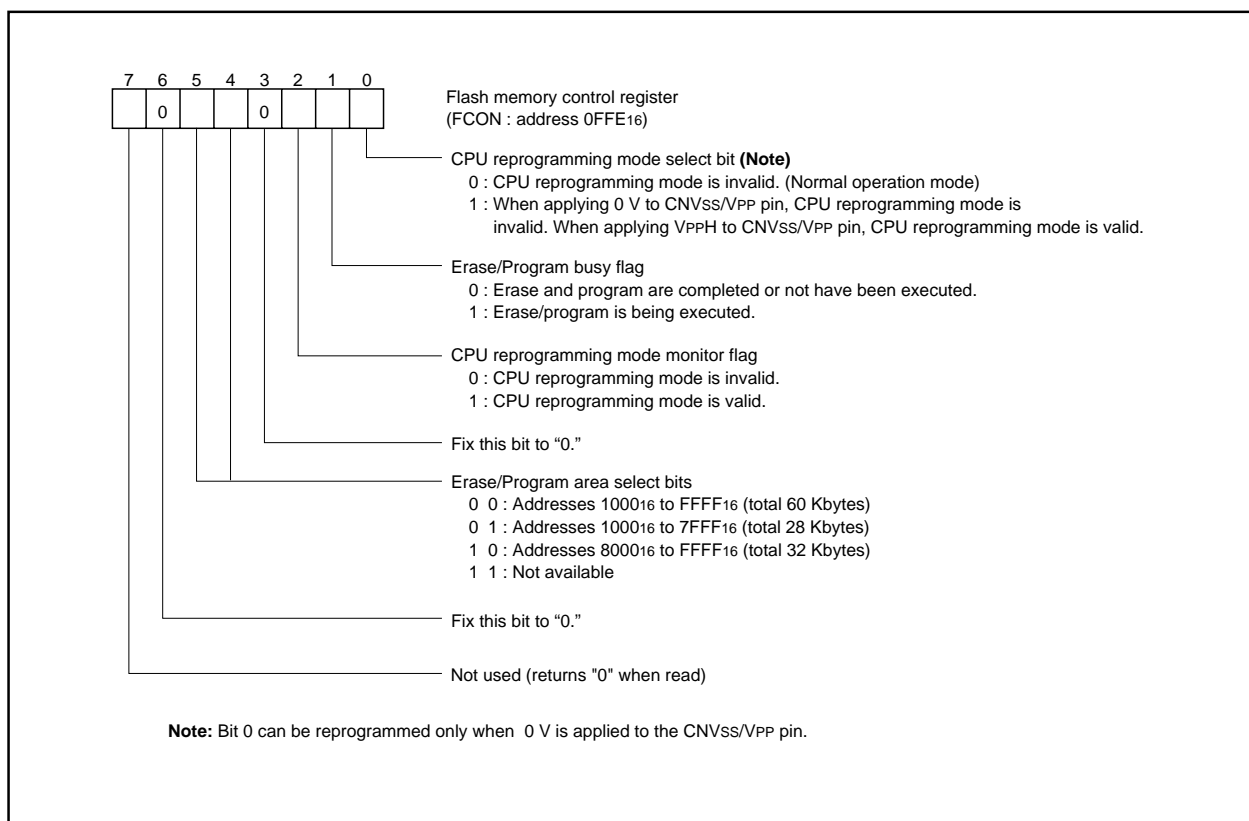 7 6 5 4 3 2 1 0
0 0
Flash memory control register
(FCON : address 0FFE16)
CPU reprogramming mode select bit (Note)
0 : CPU reprogramming mode is invalid. (Normal operation mode)
1 : When applying 0 V to CNVSS/VPP pin, CPU reprogramming mode is
invalid. When applying VPPH to CNVSS/VPP pin, CPU reprogramming mode is valid.
Erase/Program busy flag
0 : Erase and program are completed or not have been executed.
1 : Erase/program is being executed.
CPU reprogramming mode monitor flag
0 : CPU reprogramming mode is invalid.
1 : CPU reprogramming mode is valid.
Fix this bit to “0.”
Erase/Program area select bits
0 0 : Addresses 100016 to FFFF16 (total 60 Kbytes)
0 1 : Addresses 100016 to 7FFF16 (total 28 Kbytes)
1 0 : Addresses 800016 to FFFF16 (total 32 Kbytes)
1 1 : Not available
Fix this bit to “0.”
Not used (returns "0" when read)
Note: Bit 0 can be reprogrammed only when 0 V is applied to the CNVSS/VPP pin.